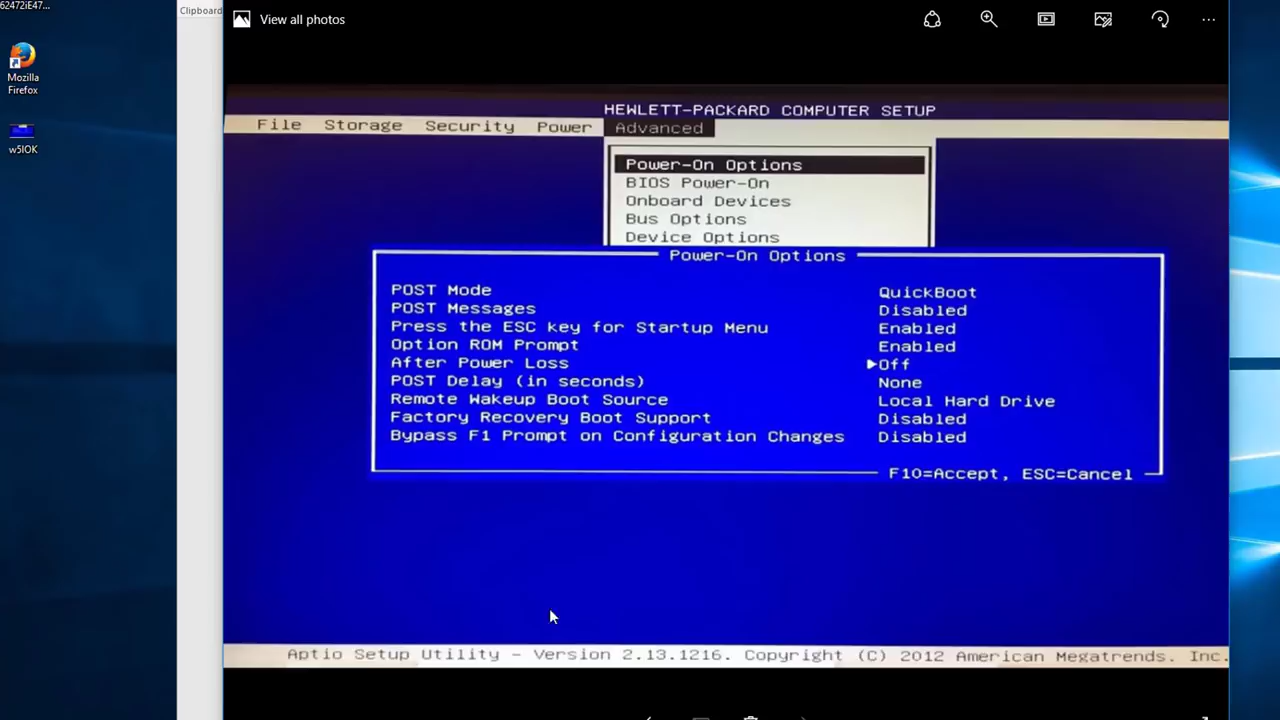 62472iE47...
Clipboard
View all photos
Mozilla
Firefox
w5IOK
HEWLETT-PACKARD COMPUTER SETUP
File Storage Security Power Advanced
Power-On Options
BIOS Power-On
Onboard Devices
Bus Options
Device Options
Power-On Options
POST Mode QuickBoot
POST Messages Disabled
Press the ESC key for Startup Menu Enabled
Option ROM Prompt Enabled
After Power Loss Off
POST Delay (in seconds) None
Remote Wakeup Boot Source Local Hard Drive
Factory Recovery Boot Support Disabled
Bypass F1 Prompt on Configuration Changes Disabled
F10=Accept, ESC=Cancel
Aptio Setup Utility - Version 2.13.1216. Copyright (C) 2012 American Megatrends. Inc.